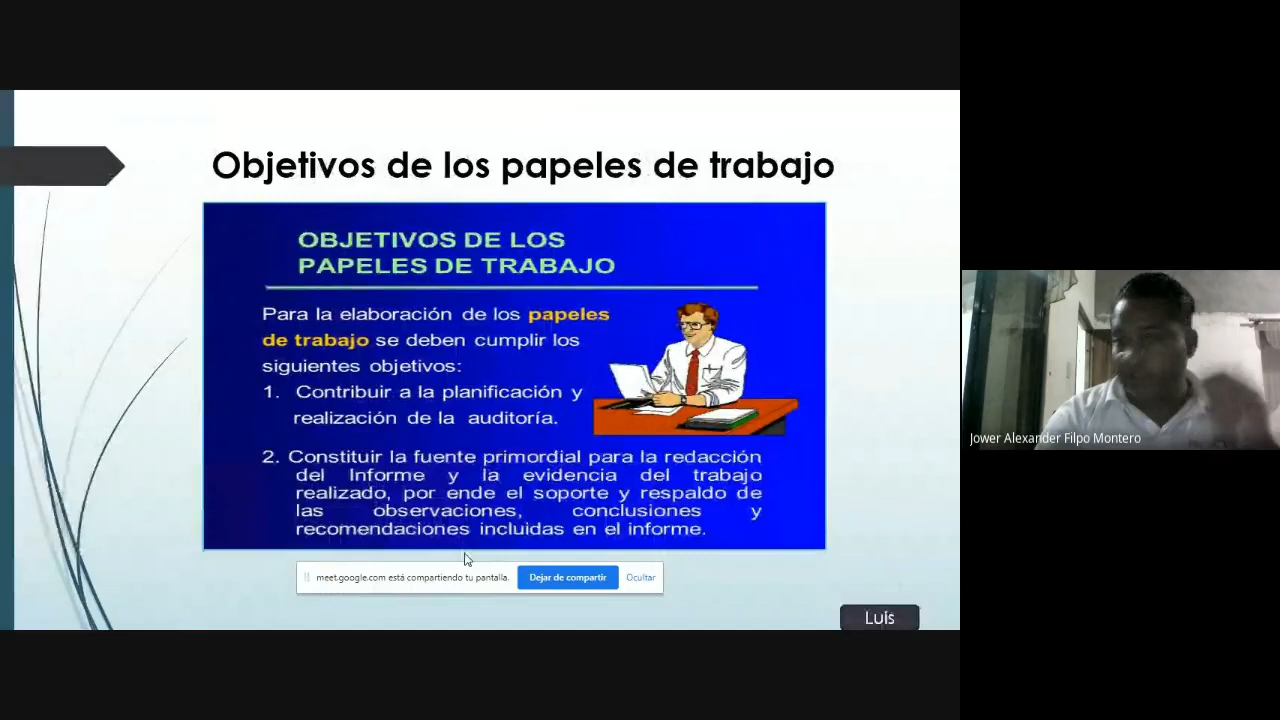 Objetivos de los papeles de trabajo
OBJETIVOS DE LOS
PAPELES DE TRABAJO
Para la elaboración de los papeles
de trabajo se deben cumplir los
siguientes objetivos:
1. Contribuir a la planificación y
realización de la auditoría.
2. Constituir la fuente primordial para la redacción
del Informe y la evidencia del trabajo
realizado, por ende el soporte y respaldo de
las observaciones, conclusiones y
recomendaciones incluidas en el informe.
meet.google.com está compartiendo tu pantalla.
Dejar de compartir
Ocultar
Luis
Jower Alexander Filpo Montero